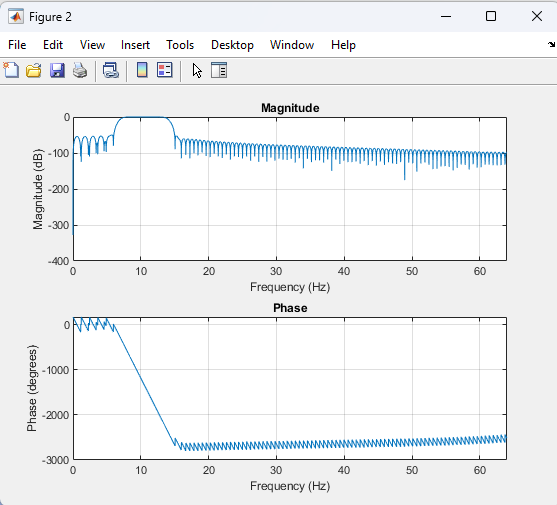 Figure 2
File Edit View Insert Tools Desktop Window Help
Magnitude
0
-100
-200
-300
-400
Magnitude (dB)
0 10 20 30 40 50 60
Frequency (Hz)
Phase
0
-1000
-2000
-3000
Phase (degrees)
0 10 20 30 40 50 60
Frequency (Hz)